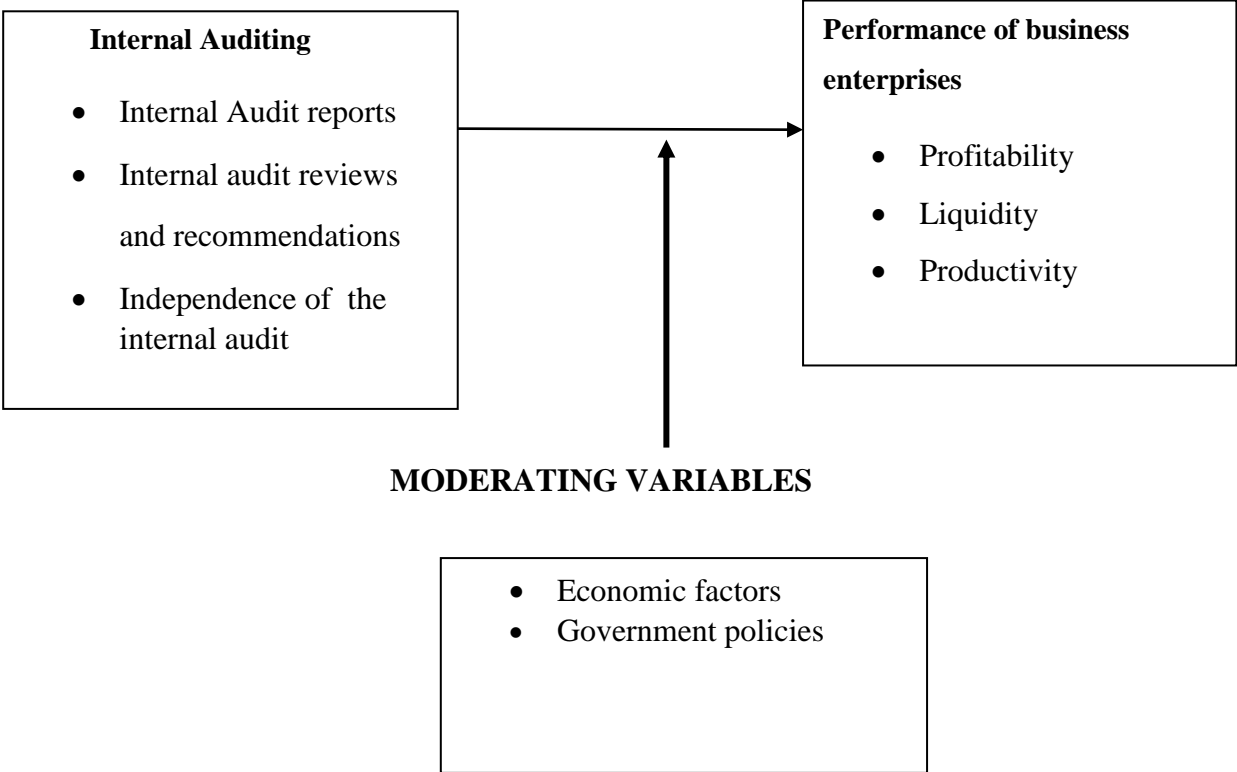 Internal Auditing
• Internal Audit reports
• Internal audit reviews
and recommendations
• Independence of  the
internal audit
Performance of business
enterprises
• Profitability
• Liquidity
• Productivity
MODERATING VARIABLES
• Economic factors
• Government policies